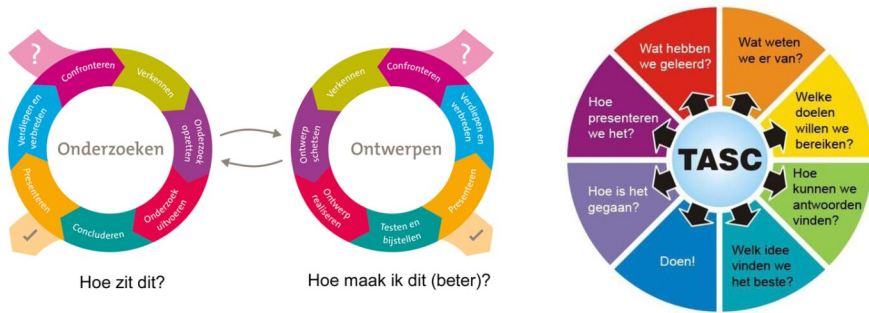 ?
Confronteren
Verkennen
Onderzoek
opzetten
Onderzoek
uitvoeren
Concluderen
Presenteren
Verdiepen en
verbreden
Onderzoeken
Hoe zit dit?
?
Confronteren
Verkennen
Ontwerp
schetsen
Ontwerp
realiseren
Testen en
bijstellen
Presenteren
Verdiepen en
verbreden
Ontwerpen
Hoe maak ik dit (beter)?
Wat weten
we er van?
Welke
doelen
willen we
bereiken?
Hoe
kunnen we
antwoorden
vinden?
Welk idee
vinden we
het beste?
Doen!
Hoe is het
gegaan?
Hoe
presenteren
we het?
Wat hebben
we geleerd?
TASC